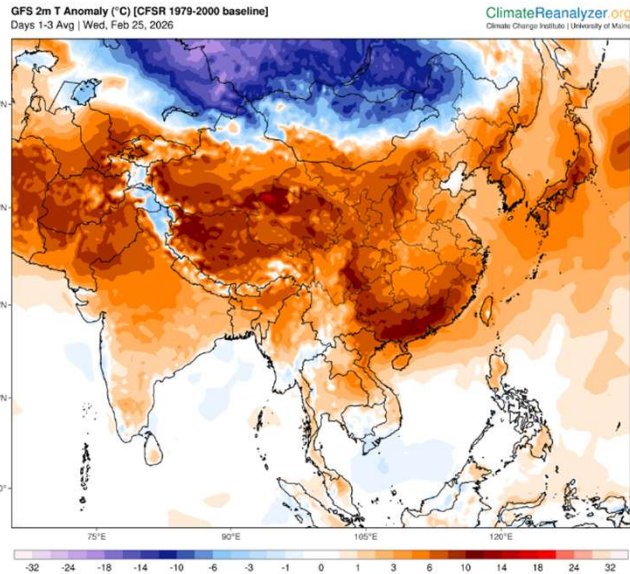 GFS 2m T Anomaly (°C) [CFSR 1979-2000 baseline]
Days 1-3 Avg | Wed, Feb 25, 2026
ClimateReanalyzer.org
Climate Change Institute | University of Maine
75°E 90°E 105°E 120°E
-32 -24 -18 -14 -10 -6 -3 -1 0 1 3 6 10 14 18 24 32